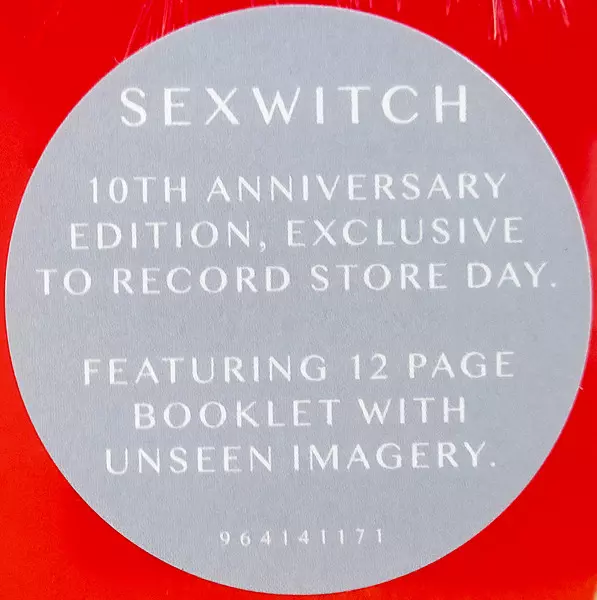 SEXWITCH
10TH ANNIVERSARY
EDITION, EXCLUSIVE
TO RECORD STORE DAY.
FEATURING 12 PAGE
BOOKLET WITH
UNSEEN IMAGERY.
964141171